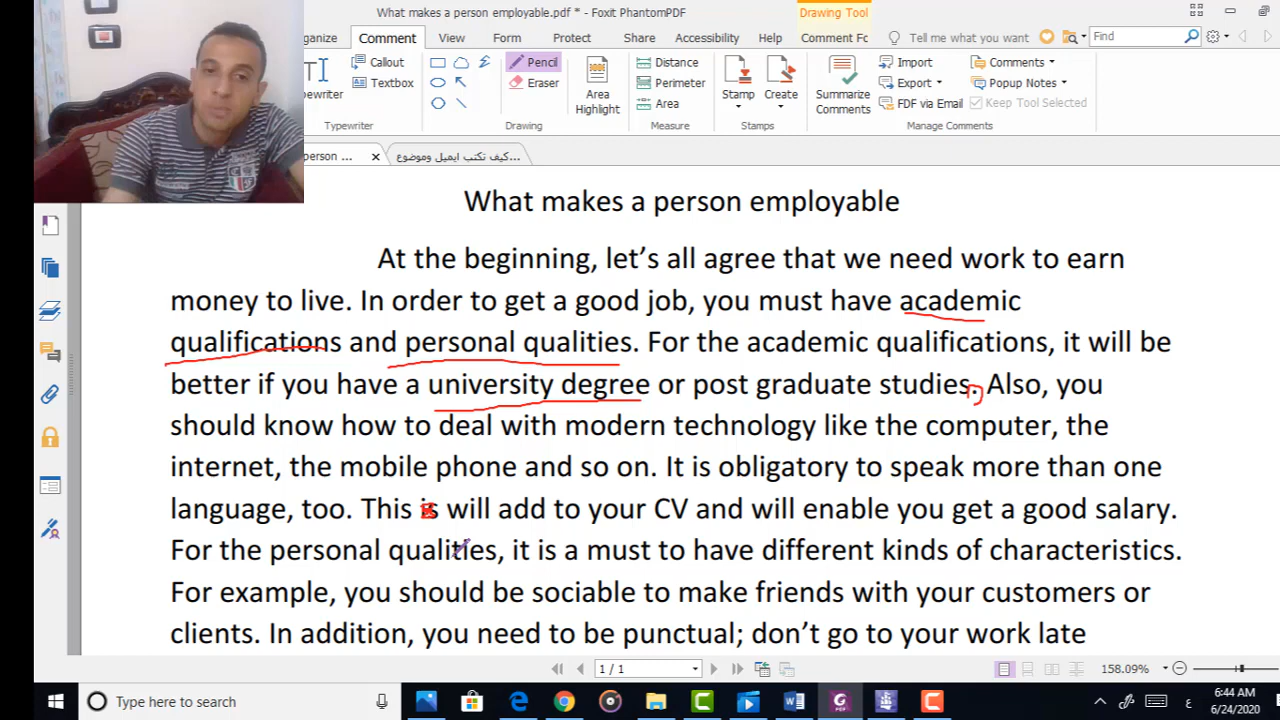 What makes a person employable.pdf * - Foxit PhantomPDF
Drawing Tool
ganize Comment View Form Protect Share Accessibility Help Comment Fc Tell me what you want Find
Callout Pencil Distance Import Comments
Textbox Eraser Perimeter Export Popup Notes
ewriter Area Highlight Area Stamp Create Summarize Comments FDF via Email Keep Tool Selected
Typewriter Drawing Measure Stamps Manage Comments
person ... كيف تكتب ايميل وموضوع...
What makes a person employable
At the beginning, let’s all agree that we need work to earn
money to live. In order to get a good job, you must have academic
qualifications and personal qualities. For the academic qualifications, it will be
better if you have a university degree or post graduate studies. Also, you
should know how to deal with modern technology like the computer, the
internet, the mobile phone and so on. It is obligatory to speak more than one
language, too. This is will add to your CV and will enable you get a good salary.
For the personal qualities, it is a must to have different kinds of characteristics.
For example, you should be sociable to make friends with your customers or
clients. In addition, you need to be punctual; don’t go to your work late
1 / 1 158.09%
Type here to search ع 6:44 AM
6/24/2020